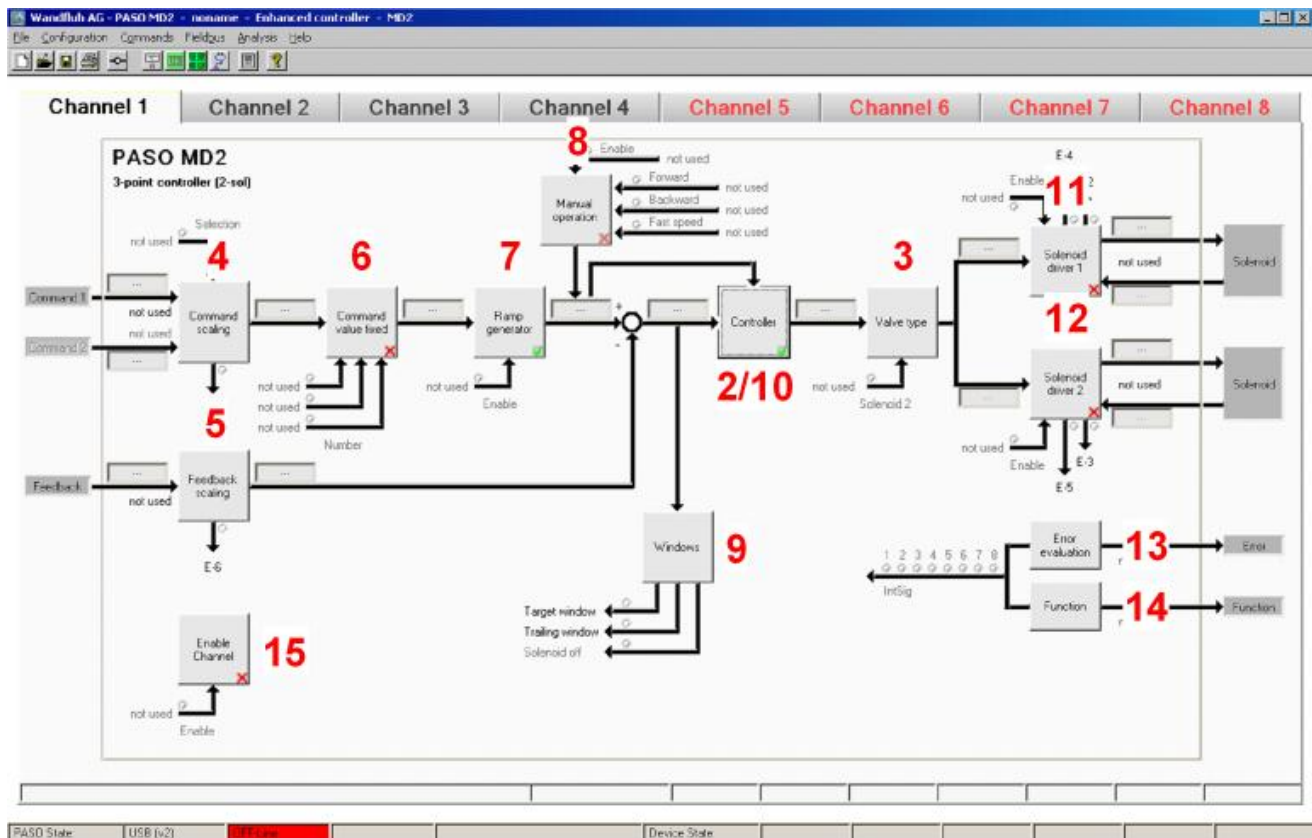 Wandfluh AG - PASO MD2 - noname - Enhanced controller - MD2
File Configuration Commands Fieldbus Analysis Help
Channel 1 Channel 2 Channel 3 Channel 4 Channel 5 Channel 6 Channel 7 Channel 8
PASO MD2
3-point controller (2-sol)
8
Enable
not used
Forward
not used
Backward
not used
Fast speed
not used
Manual operation
E-4
Enable
11
2
not used
Selection
not used
4
6
7
3
Solenoid driver 1
...
not used
...
Solenoid
Command 1
...
not used
Command 2
not used
...
Command scaling
...
Command value fixed
...
Ramp generator
...
+
-
...
Controller
...
Valve type
...
...
12
2/10
not used
Solenoid 2
Solenoid driver 2
...
not used
...
Solenoid
not used
not used
not used
Number
not used
Enable
5
not used
Enable
E-3
E-5
Feedback
...
not used
Feedback scaling
...
E-6
Windows
9
Target window
Trailing window
Solenoid off
1 2 3 4 5 6 7 8
IntSig
Error evaluation
13
Error
Function
14
Function
Enable Channel
15
not used
Enable
PASO State USB (v2) OFF-Line Device State